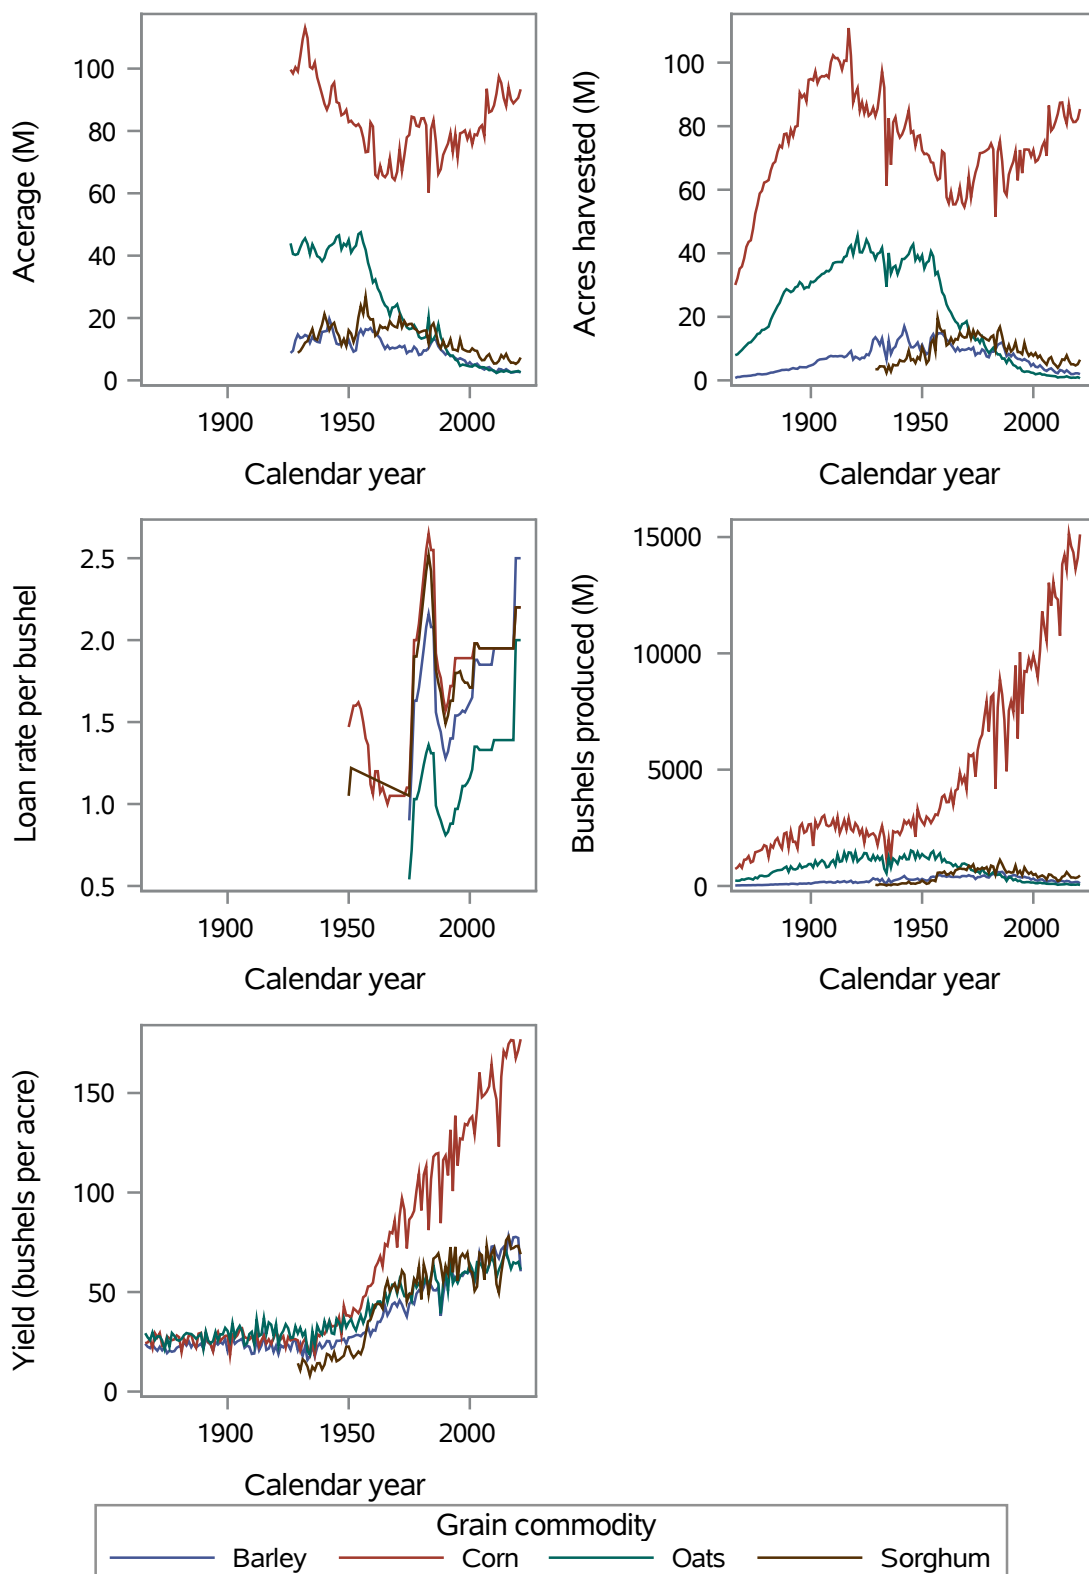 Acerage (M)
100
80
60
40
20
0
1900 1950 2000
Calendar year
Acres harvested (M)
100
80
60
40
20
0
1900 1950 2000
Calendar year
Loan rate per bushel
2.5
2.0
1.5
1.0
0.5
1900 1950 2000
Calendar year
Bushels produced (M)
15000
10000
5000
0
1900 1950 2000
Calendar year
Yield (bushels per acre)
150
100
50
0
1900 1950 2000
Calendar year
Grain commodity
Barley Corn Oats Sorghum